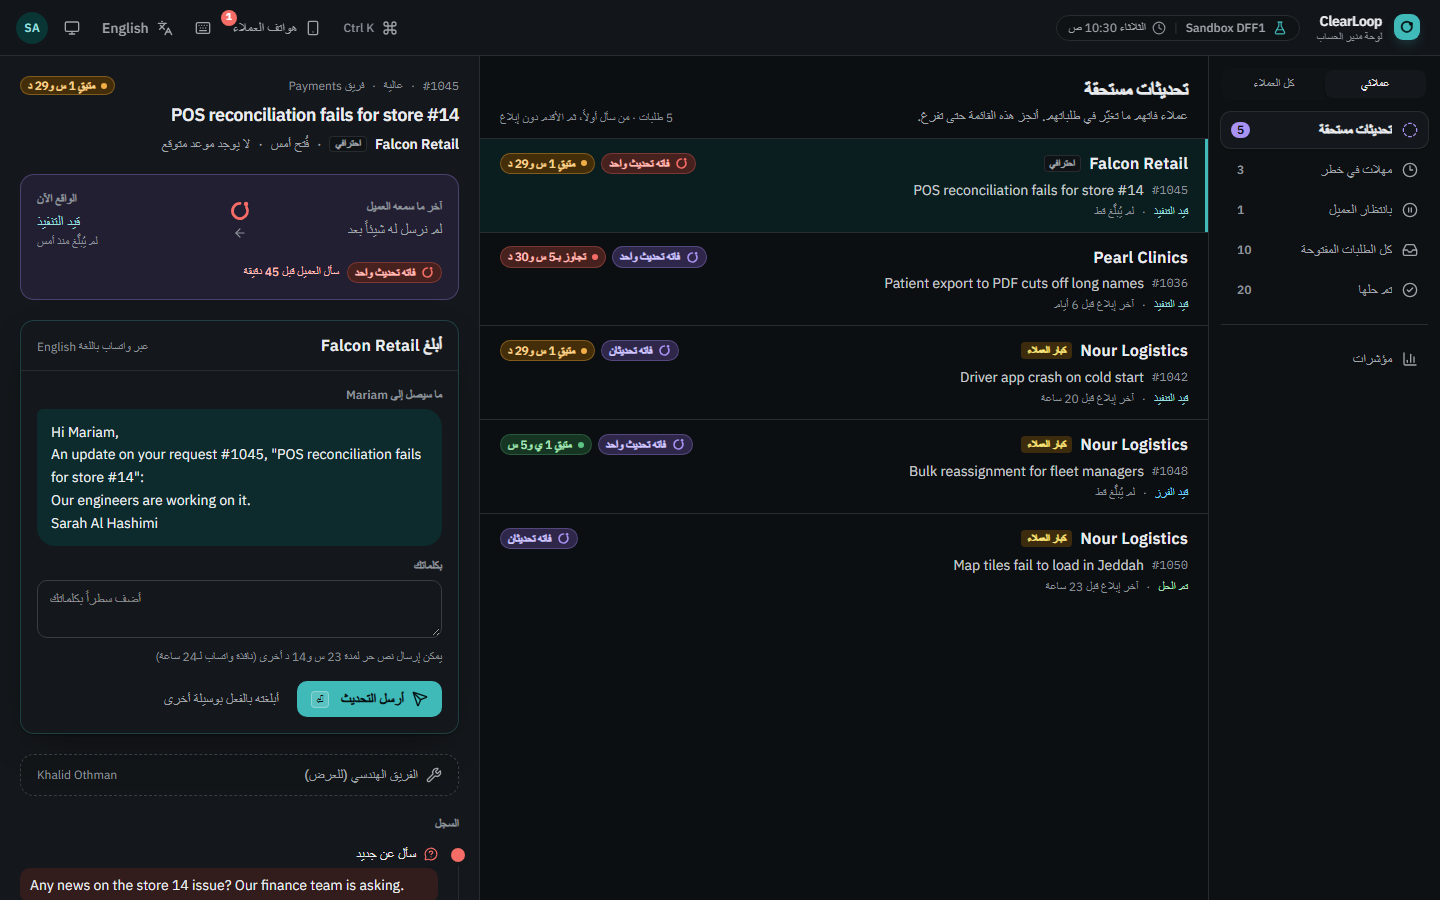 ClearLoop
لوحة مدير الحساب
Sandbox DFF1
الثلاثاء 10:30 ص
Ctrl K
هواتف العملاء
1
English
SA
عملائي
كل العملاء
تحديثات مستحقة
5
مهلات في خطر
3
بانتظار العميل
1
كل الطلبات المفتوحة
10
تم حلها
20
مؤشرات
تحديثات مستحقة
عملاء فاتهم ما تغيّر في طلباتهم. أنجز هذه القائمة حتى تفرغ.
5 طلبات · من سأل أولاً، ثم الأقدم دون إبلاغ
Falcon Retail احترافي
فاته تحديث واحد
متبقٍ 1 س و29 د
#1045 POS reconciliation fails for store #14
قيد التنفيذ · لم يُبلَّغ قط
Pearl Clinics
فاته تحديث واحد
تجاوز بـ5 س و30 د
#1036 Patient export to PDF cuts off long names
قيد التنفيذ · آخر إبلاغ قبل 6 أيام
Nour Logistics كبار العملاء
فاته تحديثان
متبقٍ 1 س و29 د
#1042 Driver app crash on cold start
قيد التنفيذ · آخر إبلاغ قبل 20 ساعة
Nour Logistics كبار العملاء
فاته تحديث واحد
متبقٍ 1 ي و5 س
#1048 Bulk reassignment for fleet managers
قيد الفرز · لم يُبلَّغ قط
Nour Logistics كبار العملاء
فاته تحديثان
#1050 Map tiles fail to load in Jeddah
تم الحل · آخر إبلاغ قبل 23 ساعة
#1045 · عالية · فريق Payments
متبقٍ 1 س و29 د
POS reconciliation fails for store #14
Falcon Retail احترافي · فُتح أمس · لا يوجد موعد متوقع
آخر ما سمعه العميل
لم نرسل له شيئاً بعد
الواقع الآن
قيد التنفيذ
لم يُبلَّغ منذ أمس
فاته تحديث واحد
سأل العميل قبل 45 دقيقة
أبلغ Falcon Retail
عبر واتساب باللغة English
ما سيصل إلى Mariam
Hi Mariam,
An update on your request #1045, "POS reconciliation fails
for store #14":
Our engineers are working on it.
Sarah Al Hashimi
بكلماتك
أضف سطراً بكلماتك
يمكن إرسال نص حر لمدة 23 س و14 د أخرى (نافذة واتساب لـ24 ساعة)
أرسل التحديث
أبلغته بالفعل بوسيلة أخرى
الفريق الهندسي (للعرض)
Khalid Othman
السجل
سأل عن جديد
Any news on the store 14 issue? Our finance team is asking.